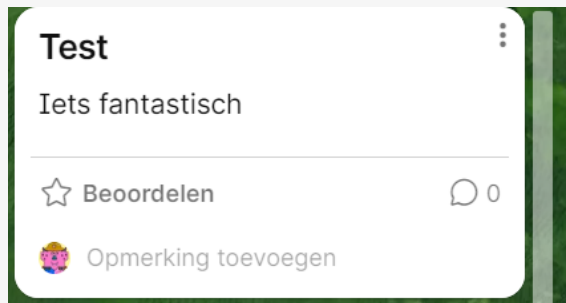 Test
Iets fantastisch
Beoordelen
0
Opmerking toevoegen